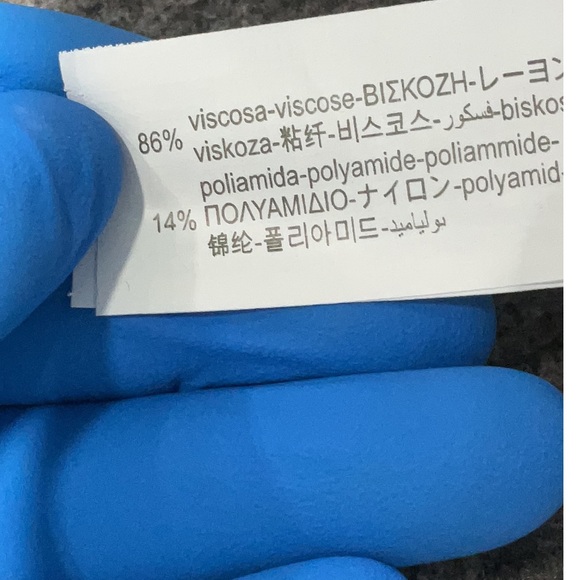 86% viscosa-viscose-ΒΙΣΚΟΖΗ-レーヨン
viskoza-粘纤-비스코스-فسكوز-biskos
poliamida-polyamide-poliammide-
14% ΠΟΛΥΑΜΙΔΙΟ-ナイロン-polyamid-
锦纶-폴리아미드-بولياميد